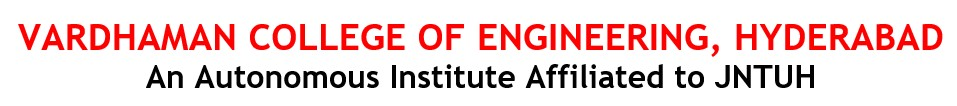 VARDHAMAN COLLEGE OF ENGINEERING, HYDERABAD
An Autonomous Institute Affiliated to JNTUH